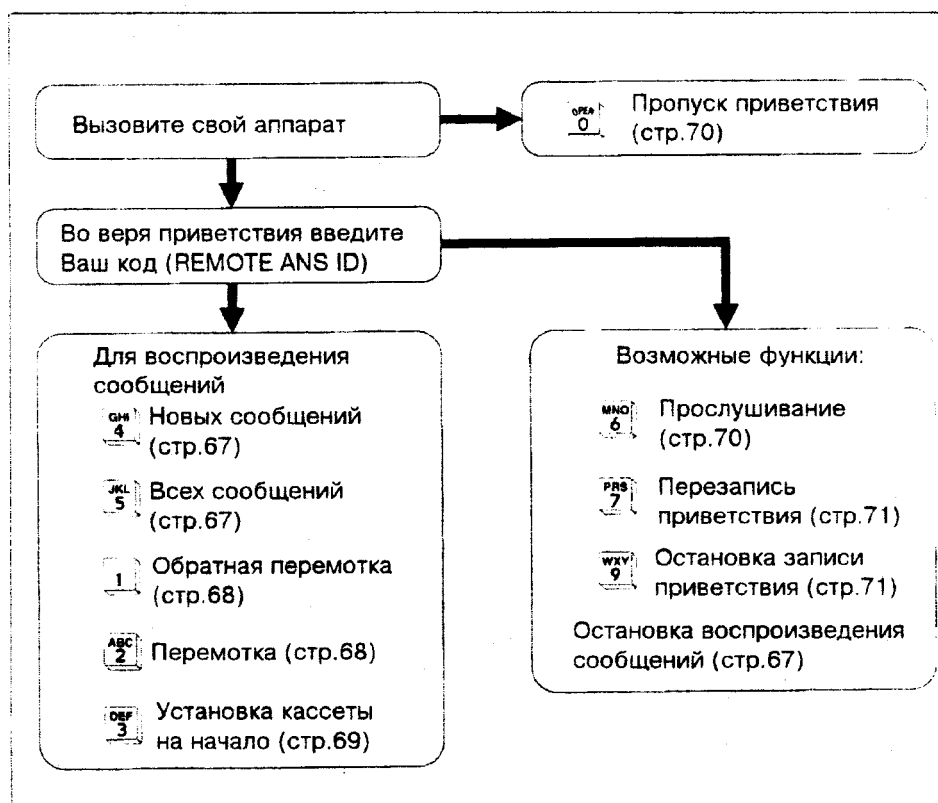 Вызовите свой аппарат
OPER
0
Пропуск приветствия
(стр.70)
Во веря приветствия введите
Ваш код (REMOTE ANS ID)
Для воспроизведения
сообщений
GHI
4
Новых сообщений
(стр.67)
JKL
5
Всех сообщений
(стр.67)
1
Обратная перемотка
(стр.68)
ABC
2
Перемотка (стр.68)
DEF
3
Установка кассеты
на начало (стр.69)
Возможные функции:
MNO
6
Прослушивание
(стр.70)
PRS
7
Перезапись
приветствия (стр.71)
WXY
9
Остановка записи
приветствия (стр.71)
Остановка воспроизведения
сообщений (стр.67)